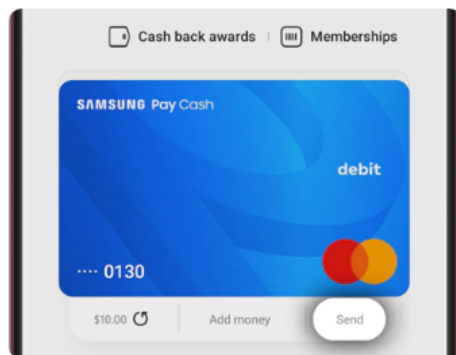 Cash back awards Memberships
SAMSUNG Pay Cash
debit
•••• 0130
$10.00 Add money Send